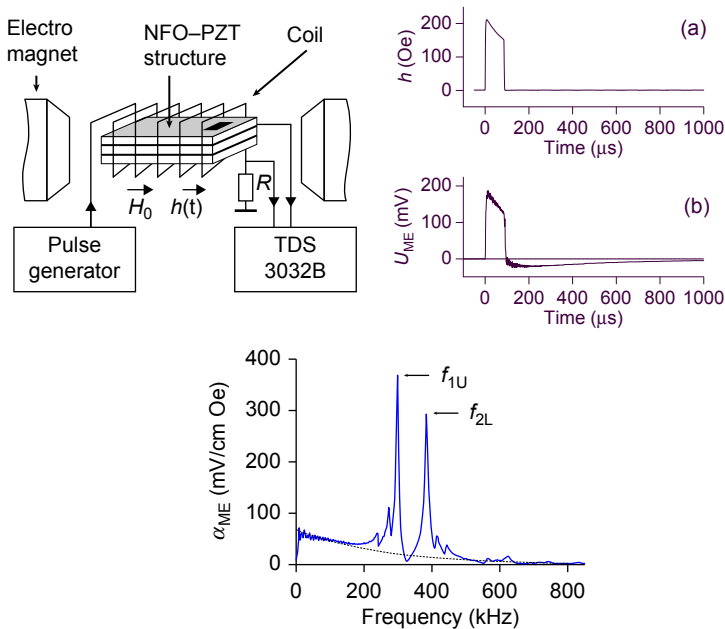 Electro
magnet
NFO–PZT
structure
Coil
H0
h(t)
R
Pulse
generator
TDS
3032B
(a)
h (Oe)
200
100
0
0 200 400 600 800 1000
Time (μs)
(b)
UME (mV)
200
100
0
0 200 400 600 800 1000
Time (μs)
αME (mV/cm Oe)
400
300
200
100
0
f1U
f2L
0 200 400 600 800
Frequency (kHz)